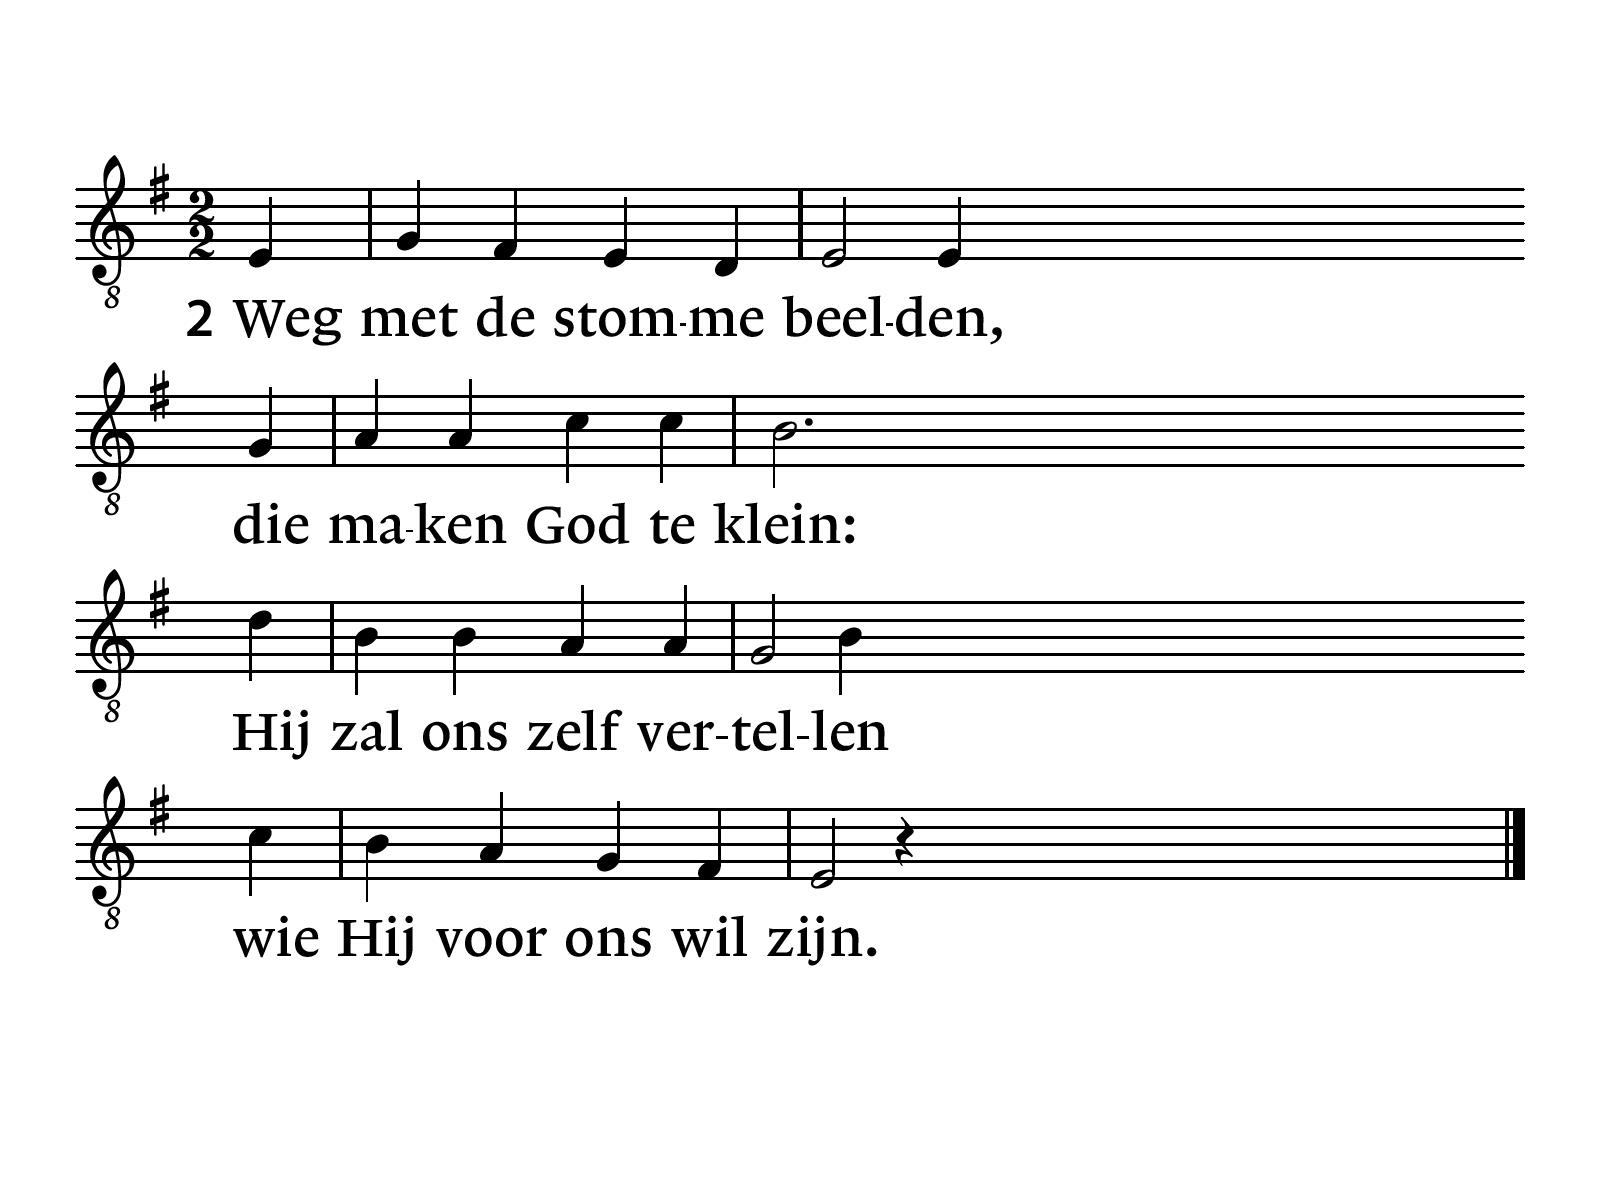 2 Weg met de stom-me beel-den,
die ma-ken God te klein:
Hij zal ons zelf ver-tel-len
wie Hij voor ons wil zijn.